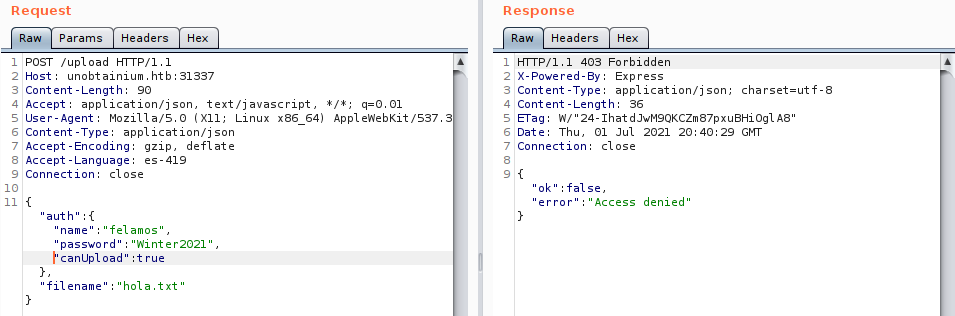 Request
Raw Params Headers Hex
1 POST /upload HTTP/1.1
2 Host: unobtainium.htb:31337
3 Content-Length: 90
4 Accept: application/json, text/javascript, */*; q=0.01
5 User-Agent: Mozilla/5.0 (X11; Linux x86_64) AppleWebKit/537.3
6 Content-Type: application/json
7 Accept-Encoding: gzip, deflate
8 Accept-Language: es-419
9 Connection: close
10
11 {
"auth":{
"name":"felamos",
"password":"Winter2021",
"canUpload":true
},
"filename":"hola.txt"
}
Response
Raw Headers Hex
1 HTTP/1.1 403 Forbidden
2 X-Powered-By: Express
3 Content-Type: application/json; charset=utf-8
4 Content-Length: 36
5 ETag: W/"24-IhatdJwM9QKCZm87pxuBHiOglA8"
6 Date: Thu, 01 Jul 2021 20:40:29 GMT
7 Connection: close
8
9 {
"ok":false,
"error":"Access denied"
}